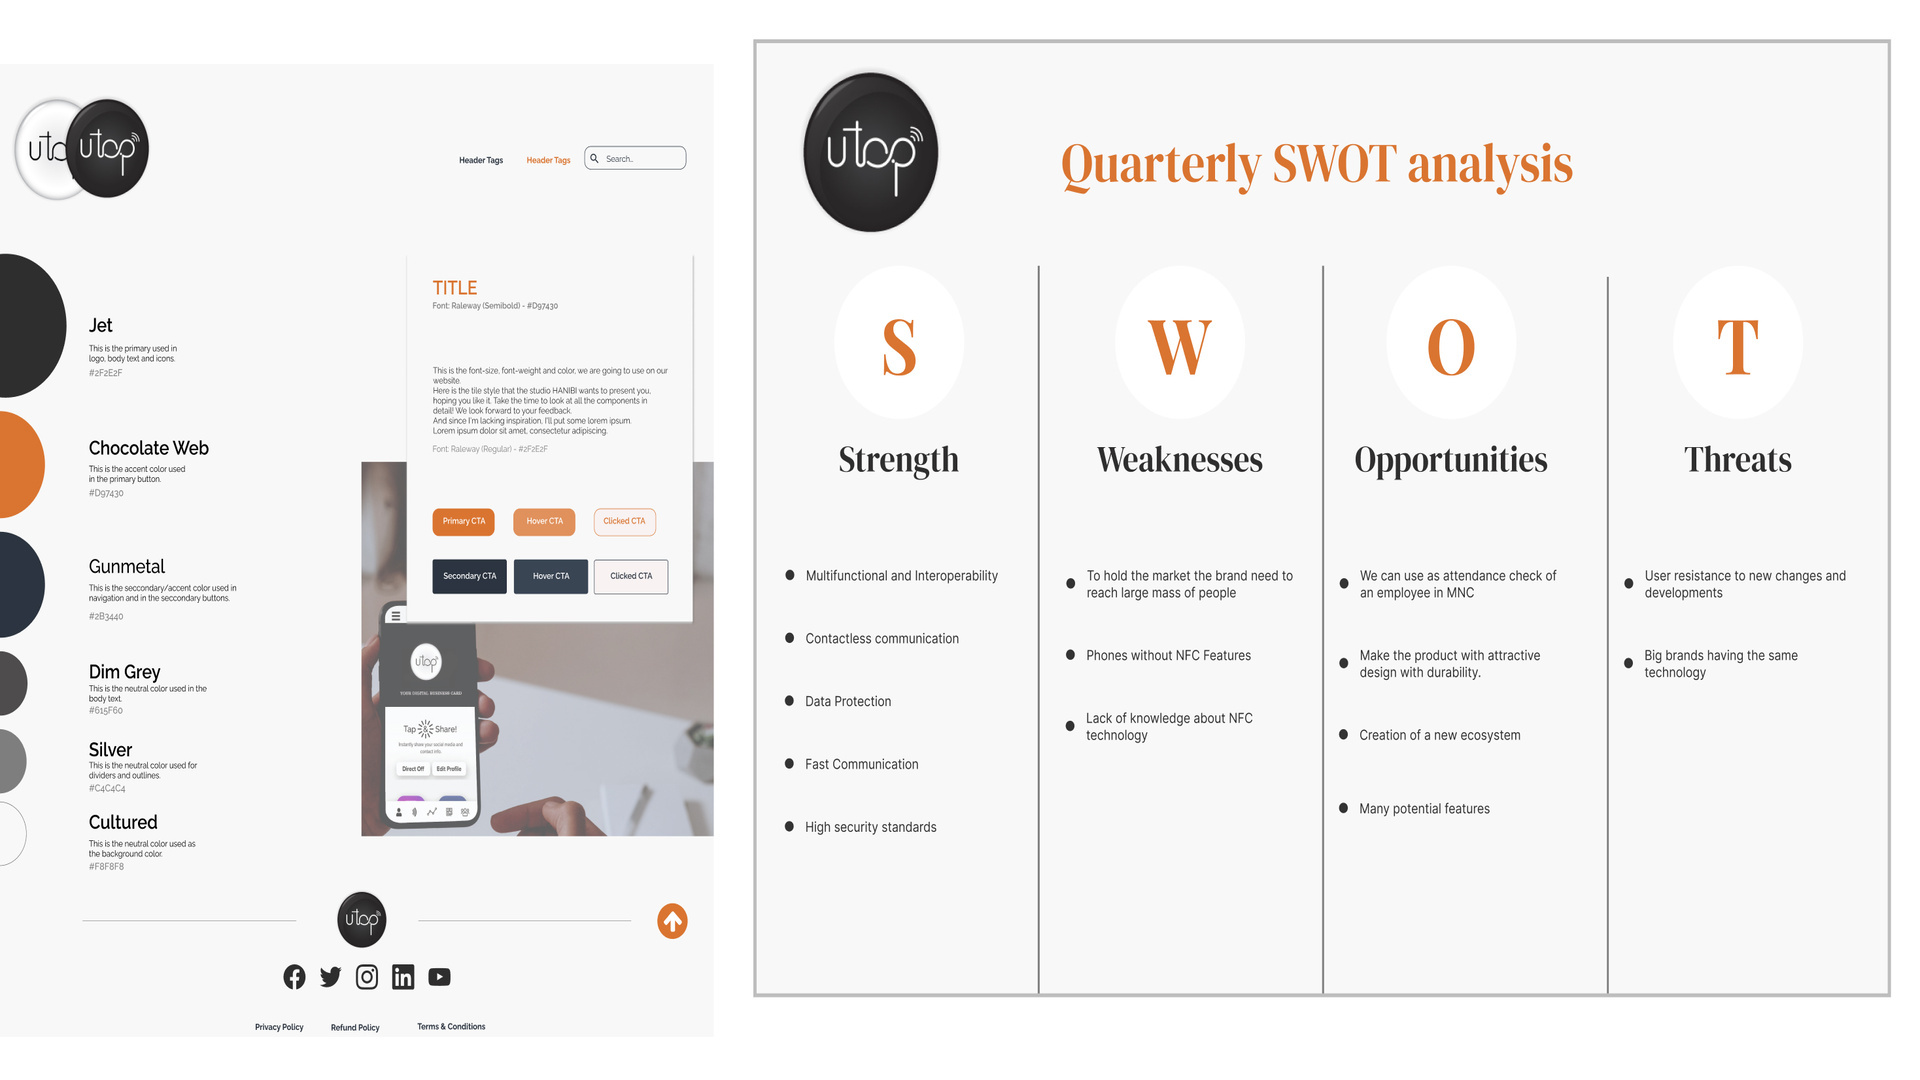 utop
Header Tags
Header Tags
Search..
Jet
This is the primary used in
logo, body text and icons.
#2F2E2F
Chocolate Web
This is the accent color used
in the primary button.
#D97430
Gunmetal
This is the seccondary/accent color used in
navigation and in the seccondary buttons.
#2B3440
Dim Grey
This is the neutral color used in the
body text.
#615F60
Silver
This is the neutral color used for
dividers and outlines.
#C4C4C4
Cultured
This is the neutral color used as
the background color.
#F8F8F8
TITLE
Font: Raleway (Semibold) - #D97430
This is the font-size, font-weight and color, we are going to use on our
website.
Here is the tile style that the studio HANIBI wants to present you,
hoping you like it. Take the time to look at all the components in
detail! We look forward to your feedback.
And since I'm lacking inspiration, I'll put some lorem ipsum.
Lorem ipsum dolor sit amet, consectetur adipiscing.
Font: Raleway (Regular) - #2F2E2F
Primary CTA
Hover CTA
Clicked CTA
Secondary CTA
Hover CTA
Clicked CTA
utop
YOUR DIGITAL BUSINESS CARD
Tap & Share!
Instantly share your social media and
contact info.
Direct Off
Edit Profile
utop
Privacy Policy
Refund Policy
Terms & Conditions
utop
Quarterly SWOT analysis
S
Strength
Multifunctional and Interoperability
Contactless communication
Data Protection
Fast Communication
High security standards
W
Weaknesses
To hold the market the brand need to
reach large mass of people
Phones without NFC Features
Lack of knowledge about NFC
technology
O
Opportunities
We can use as attendance check of
an employee in MNC
Make the product with attractive
design with durability.
Creation of a new ecosystem
Many potential features
T
Threats
User resistance to new changes and
developments
Big brands having the same
technology